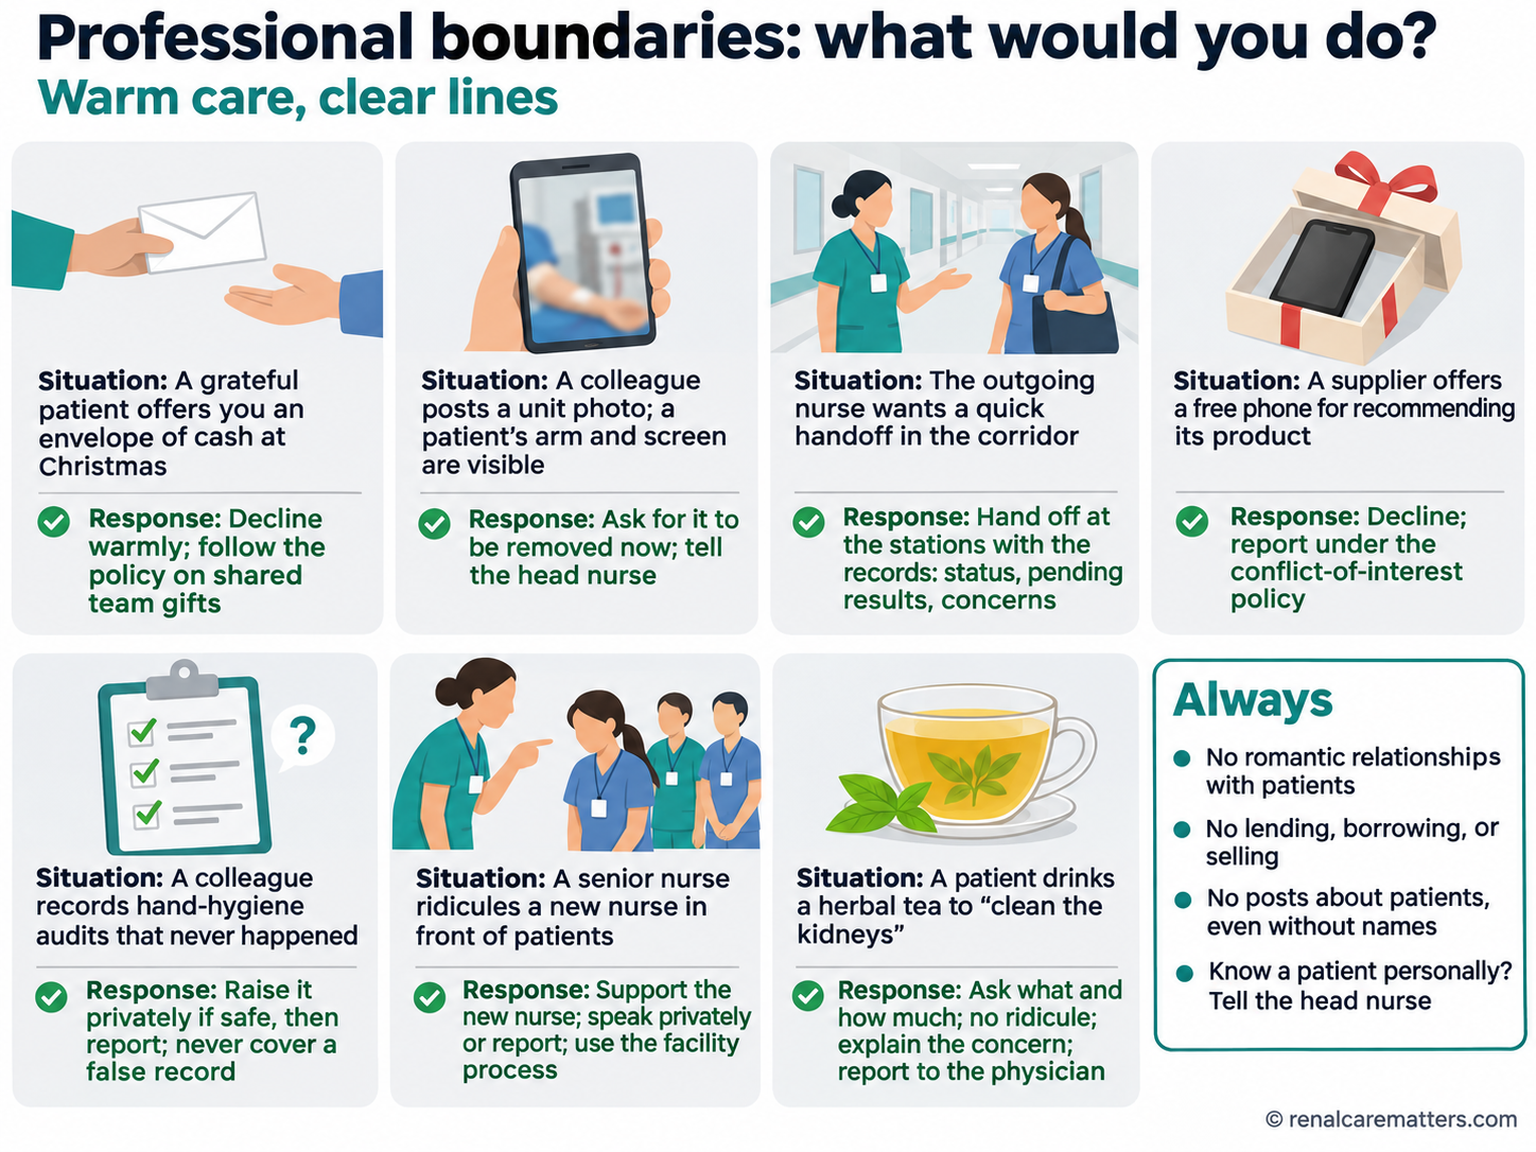 Professional boundaries: what would you do?
Warm care, clear lines
Situation: A grateful
patient offers you an
envelope of cash at
Christmas
Response: Decline
warmly; follow the
policy on shared
team gifts
Situation: A colleague
posts a unit photo; a
patient's arm and screen
are visible
Response: Ask for it to
be removed now; tell
the head nurse
Situation: The outgoing
nurse wants a quick
handoff in the corridor
Response: Hand off at
the stations with the
records: status, pending
results, concerns
Situation: A supplier offers
a free phone for recommending
its product
Response: Decline;
report under the
conflict-of-interest
policy
?
Situation: A colleague
records hand-hygiene
audits that never happened
Response: Raise it
privately if safe, then
report; never cover a
false record
Situation: A senior nurse
ridicules a new nurse in
front of patients
Response: Support the
new nurse; speak privately
or report; use the facility
process
Situation: A patient drinks
a herbal tea to “clean the
kidneys”
Response: Ask what and
how much; no ridicule;
explain the concern;
report to the physician
Always
No romantic relationships
with patients
No lending, borrowing, or
selling
No posts about patients,
even without names
Know a patient personally?
Tell the head nurse
© renalcarematters.com